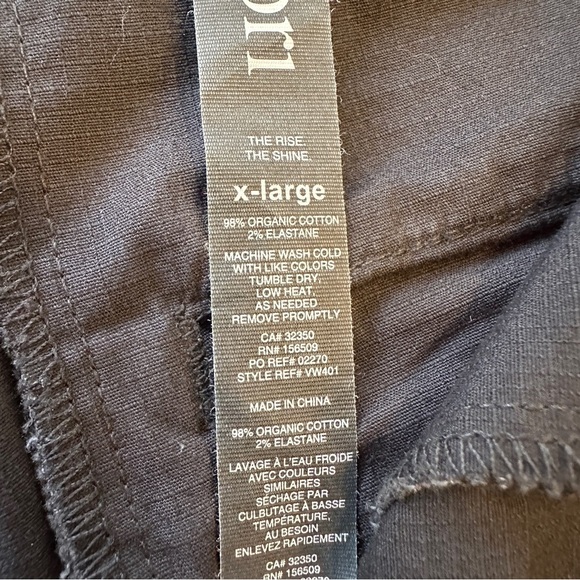 ori
THE RISE.
THE SHINE.
x-large
98% ORGANIC COTTON
2% ELASTANE
MACHINE WASH COLD
WITH LIKE COLORS
TUMBLE DRY,
LOW HEAT,
AS NEEDED
REMOVE PROMPTLY
CA# 32350
RN# 156509
PO REF# 02270
STYLE REF# VW401
MADE IN CHINA
98% ORGANIC COTTON
2% ELASTANE
LAVAGE À L'EAU FROIDE
AVEC COULEURS
SIMILAIRES
SÉCHAGE PAR
CULBUTAGE À BASSE
TEMPÉRATURE,
AU BESOIN
ENLEVEZ RAPIDEMENT
CA# 32350
RN# 156509